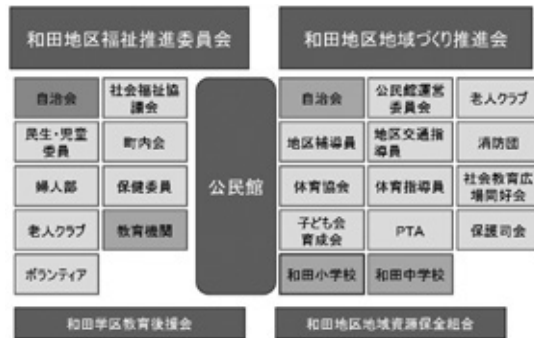 和田地区福祉推進委員会
自治会
社会福祉協
議会
民生・児童
委員
町内会
婦人部
保健委員
老人クラブ
教育機関
ボランティア
公民館
和田地区地域づくり推進会
自治会
公民館運営
委員会
老人クラブ
地区補導員
地区交通指
導員
消防団
体育協会
体育指導員
社会教育広
場同好会
子ども会
育成会
PTA
保護司会
和田小学校
和田中学校
和田学区教育後援会
和田地区地域資源保全組合